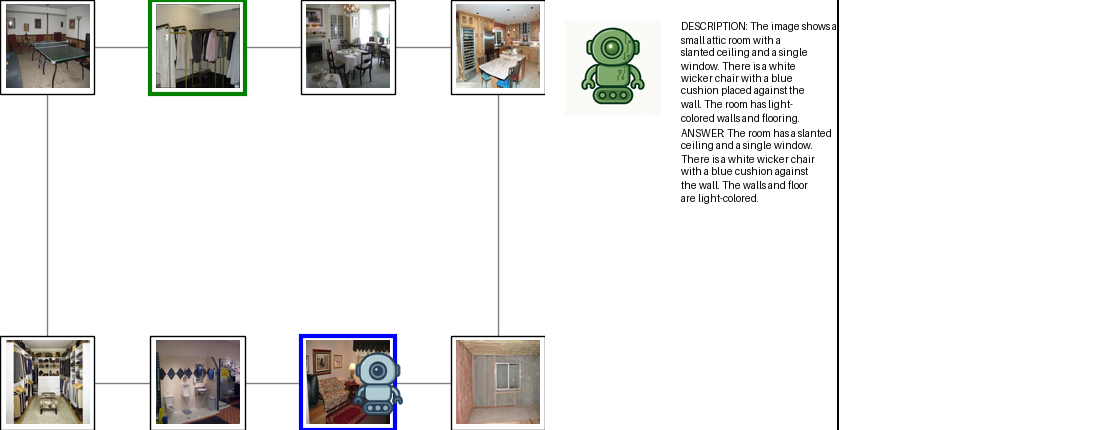 DESCRIPTION: The image shows a
small attic room with a
slanted ceiling and a single
window. There is a white
wicker chair with a blue
cushion placed against the
wall. The room has light-
colored walls and flooring.
ANSWER: The room has a slanted
ceiling and a single window.
There is a white wicker chair
with a blue cushion against
the wall. The walls and floor
are light-colored.